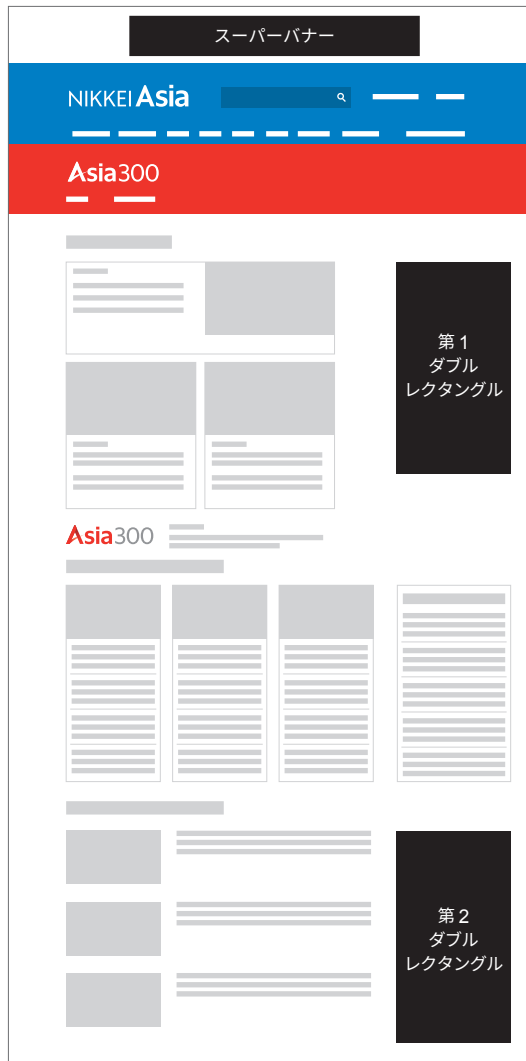 スーパーバナー
NIKKEI Asia
Asia300
第1
ダブル
レクタングル
Asia300
第2
ダブル
レクタングル